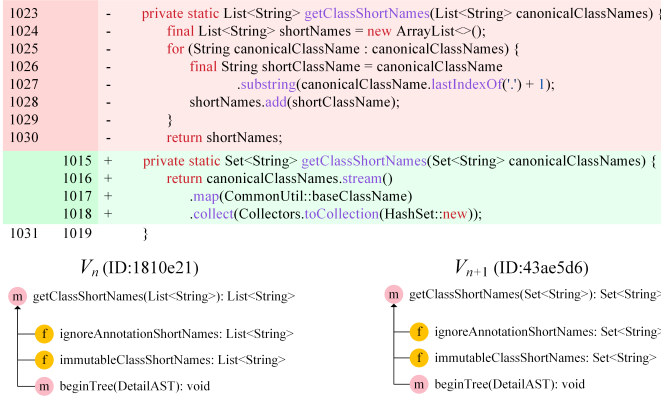 1023 - private static List<String> getClassShortNames(List<String> canonicalClassNames) {
1024 - final List<String> shortNames = new ArrayList<>();
1025 - for (String canonicalClassName : canonicalClassNames) {
1026 - final String shortClassName = canonicalClassName
1027 - .substring(canonicalClassName.lastIndexOf('.') + 1);
1028 - shortNames.add(shortClassName);
1029 - }
1030 - return shortNames;
1015 + private static Set<String> getClassShortNames(Set<String> canonicalClassNames) {
1016 + return canonicalClassNames.stream()
1017 + .map(CommonUtil::baseClassName)
1018 + .collect(Collectors.toCollection(HashSet::new));
1031 1019 }
Vn (ID:1810e21)
m getClassShortNames(List<String>): List<String>
f ignoreAnnotationShortNames: List<String>
f immutableClassShortNames: List<String>
m beginTree(DetailAST): void
Vn+1 (ID:43ae5d6)
m getClassShortNames(Set<String>): Set<String>
f ignoreAnnotationShortNames: Set<String>
f immutableClassShortNames: Set<String>
m beginTree(DetailAST): void